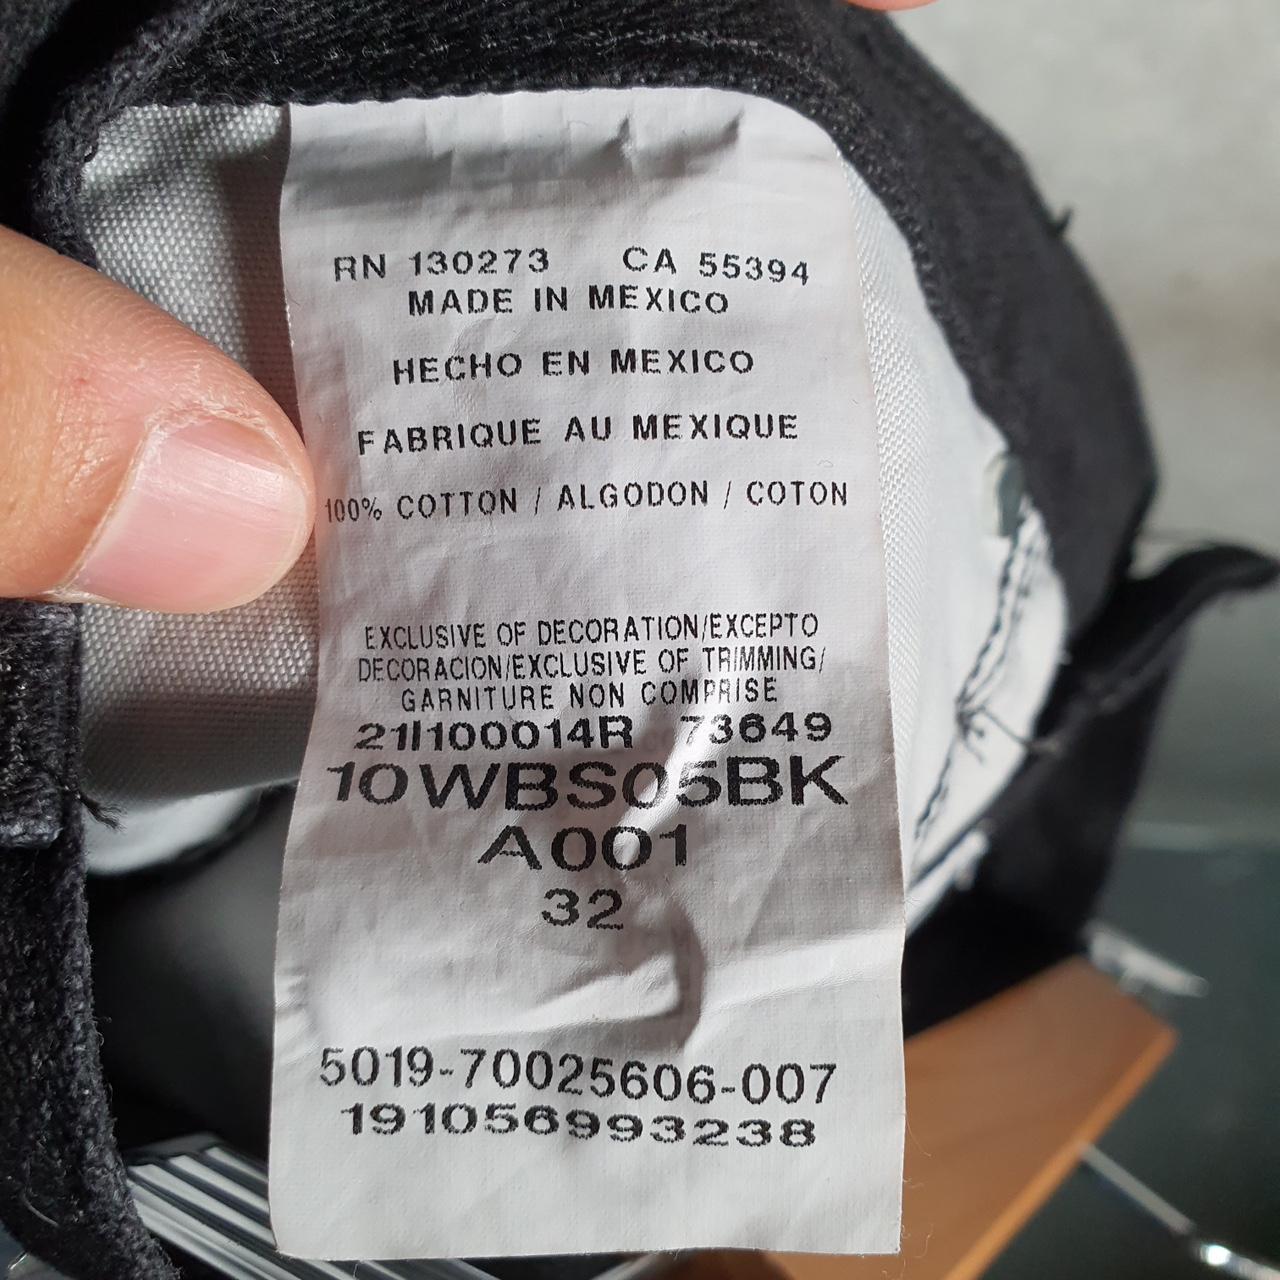 RN 130273 CA 55394
MADE IN MEXICO
HECHO EN MEXICO
FABRIQUE AU MEXIQUE
100% COTTON / ALGODON / COTON
EXCLUSIVE OF DECORATION/EXCEPTO
DECORACION/EXCLUSIVE OF TRIMMING/
GARNITURE NON COMPRISE
21I100014R 73649
10WBS05BK
A001
32
5019-70025606-007
191056993238